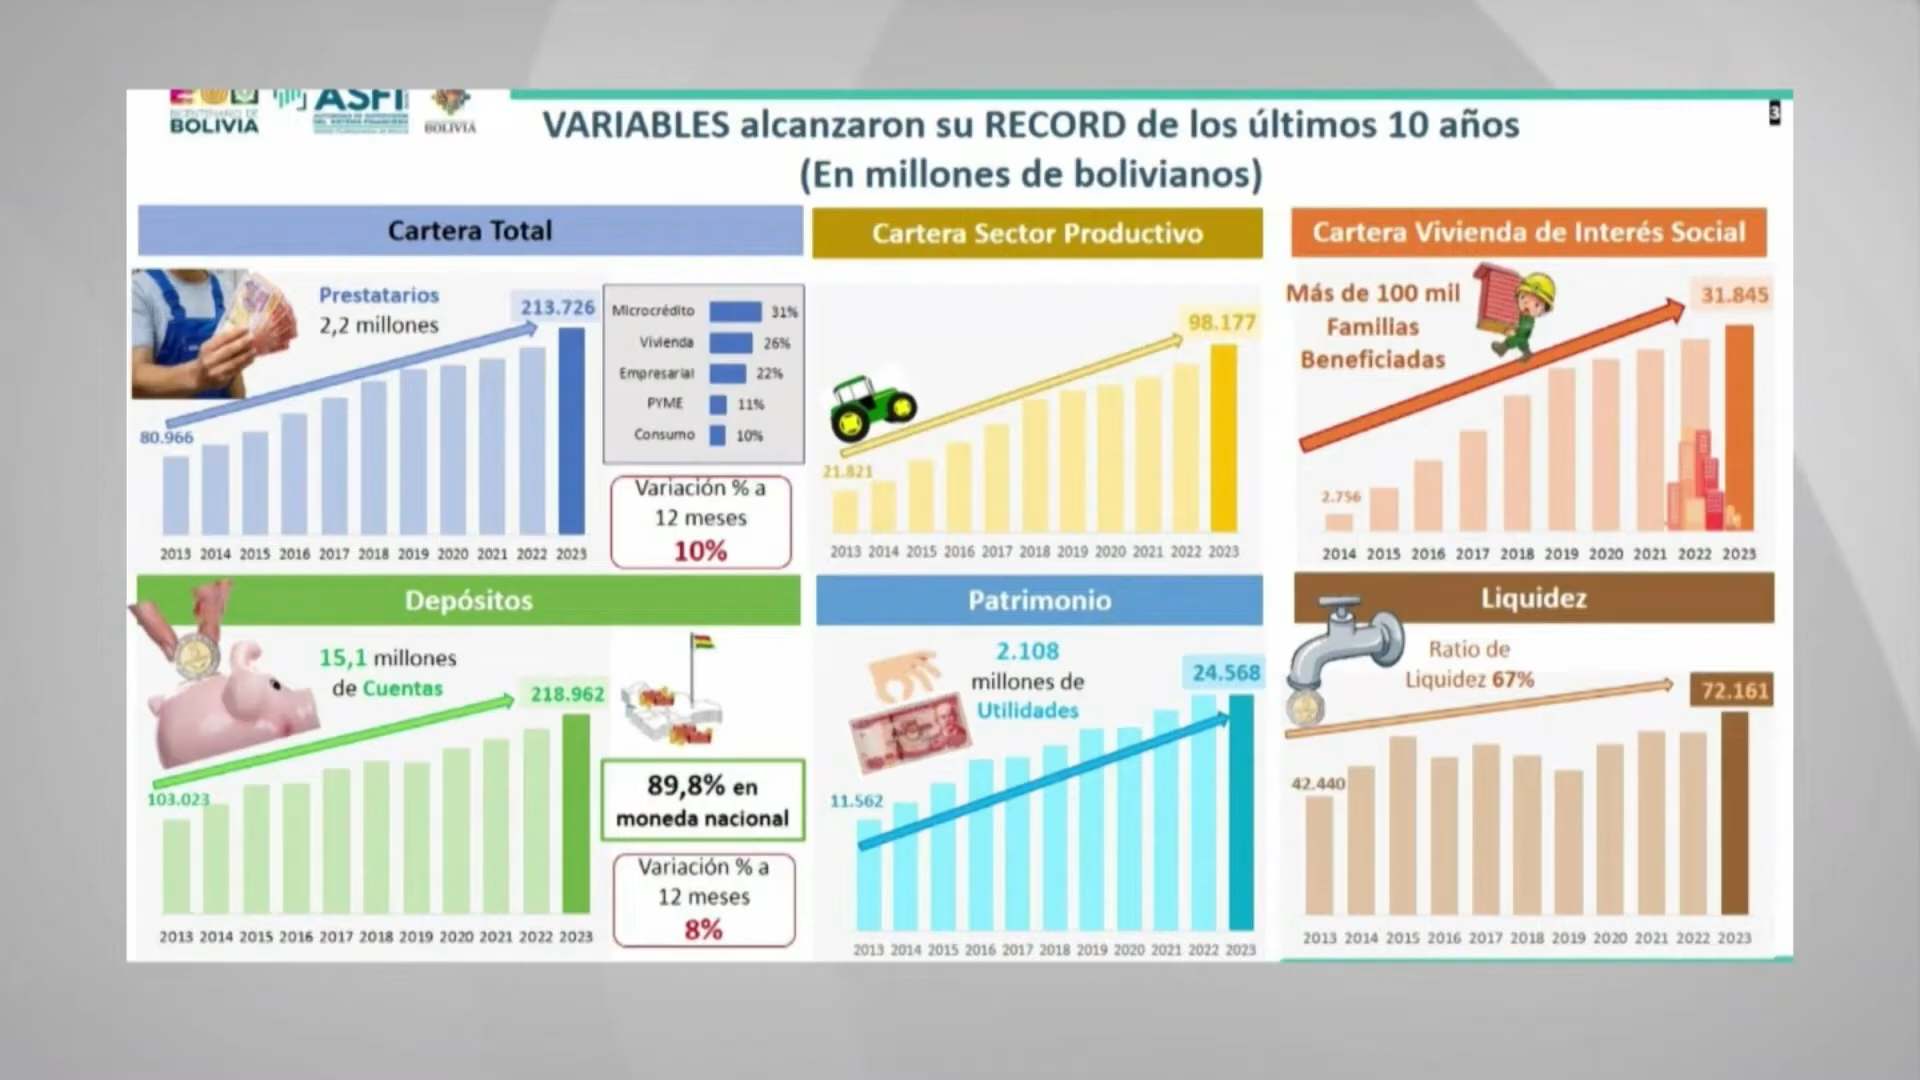 BICENTENARIO DE
BOLIVIA
ASFI
BOLIVIA
VARIABLES alcanzaron su RECORD de los últimos 10 años
(En millones de bolivianos)
3
Cartera Total
Prestatarios
2,2 millones
213.726
80.966
2013 2014 2015 2016 2017 2018 2019 2020 2021 2022 2023
Microcrédito 31%
Vivienda 26%
Empresarial 22%
PYME 11%
Consumo 10%
Variación % a
12 meses
10%
Cartera Sector Productivo
98.177
21.821
2013 2014 2015 2016 2017 2018 2019 2020 2021 2022 2023
Cartera Vivienda de Interés Social
Más de 100 mil
Familias
Beneficiadas
31.845
2.756
2014 2015 2016 2017 2018 2019 2020 2021 2022 2023
Depósitos
15,1 millones
de Cuentas
218.962
103.023
2013 2014 2015 2016 2017 2018 2019 2020 2021 2022 2023
89,8% en
moneda nacional
Variación % a
12 meses
8%
Patrimonio
2.108
millones de
Utilidades
24.568
11.562
2013 2014 2015 2016 2017 2018 2019 2020 2021 2022 2023
Liquidez
Ratio de
Liquidez 67%
72.161
42.440
2013 2014 2015 2016 2017 2018 2019 2020 2021 2022 2023